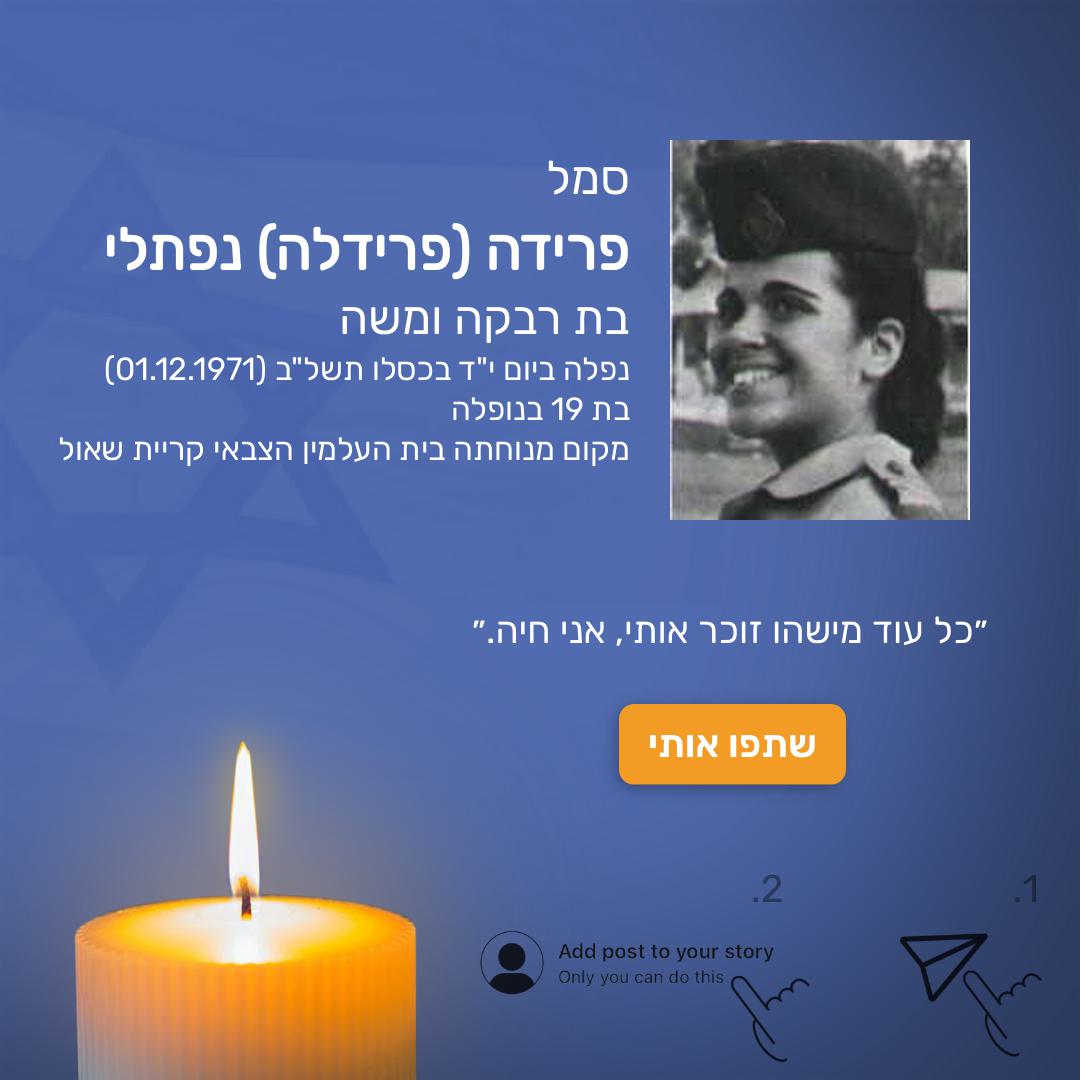 סמל
פרידה (פרידלה) נפתלי
בת רבקה ומשה
נפלה ביום י"ד בכסלו תשל"ב (01.12.1971)
בת 19 בנופלה
מקום מנוחתה בית העלמין הצבאי קריית שאול
״כל עוד מישהו זוכר אותי, אני חיה.״
שתפו אותי
.1
.2
Add post to your story
Only you can do this